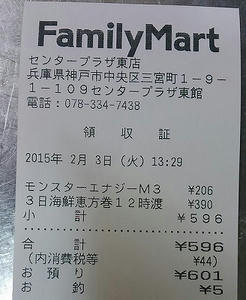 FamilyMart
センタープラザ東店
兵庫県神戸市中央区三宮町1-9-
1-109センタープラザ東館
電話:078-334-7438
領 収 証
2015年 2月 3日(火) 13:29
モンスターエナジーM3 ¥206
3日海鮮恵方巻12時渡 ¥390
小 計 ¥596
合 計 ¥596
(内消費税等 ¥44)
お 預 り ¥601
お 釣 ¥5